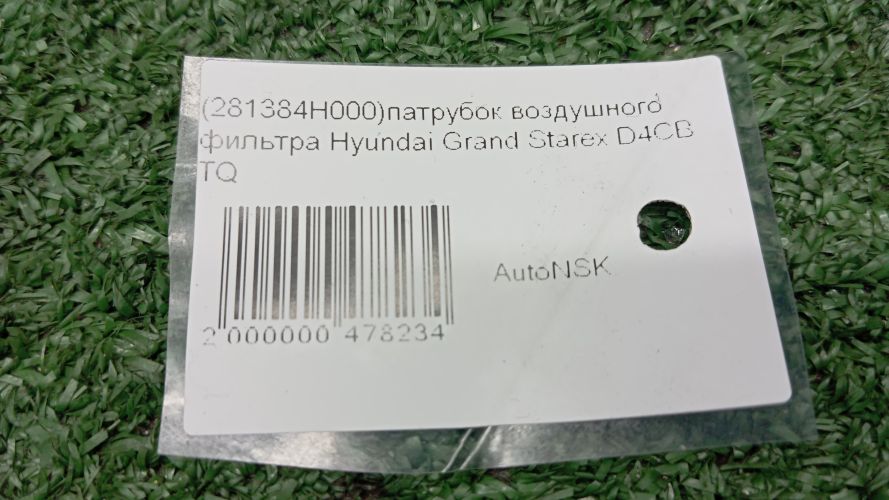 (281384H000)патрубок воздушного
фильтра Hyundai Grand Starex D4CB
TQ
AutoNSK
2 000000 478234